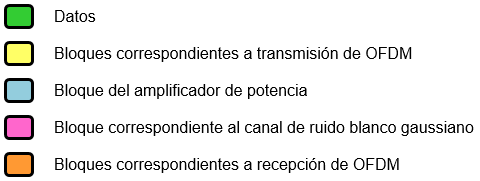 Datos
Bloques correspondientes a transmisión de OFDM
Bloque del amplificador de potencia
Bloque correspondiente al canal de ruido blanco gaussiano
Bloques correspondientes a recepción de OFDM